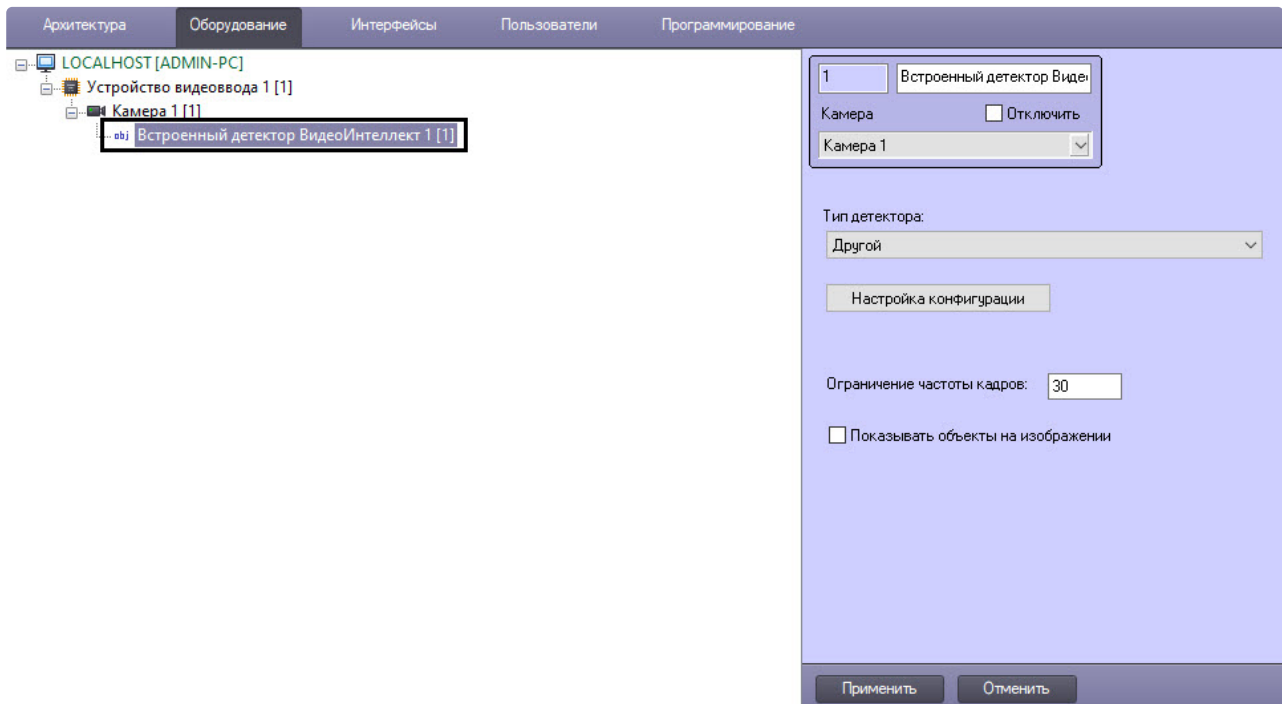 Архитектура Оборудование Интерфейсы Пользователи Программирование
LOCALHOST [ADMIN-PC]
Устройство видеоввода 1 [1]
Камера 1 [1]
obj Встроенный детектор ВидеоИнтеллект 1 [1]
1 Встроенный детектор Виде
Камера Отключить
Камера 1
Тип детектора:
Другой
Настройка конфигурации
Ограничение частоты кадров: 30
Показывать объекты на изображении
Применить Отменить